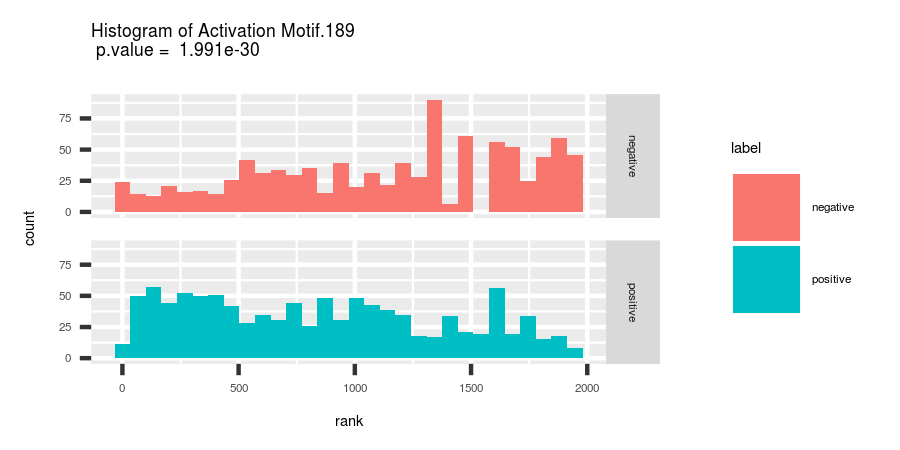 Histogram of Activation Motif.189
p.value = 1.991e-30
count
75
50
25
0
negative
75
50
25
0
positive
0
500
1000
1500
2000
rank
label
negative
positive